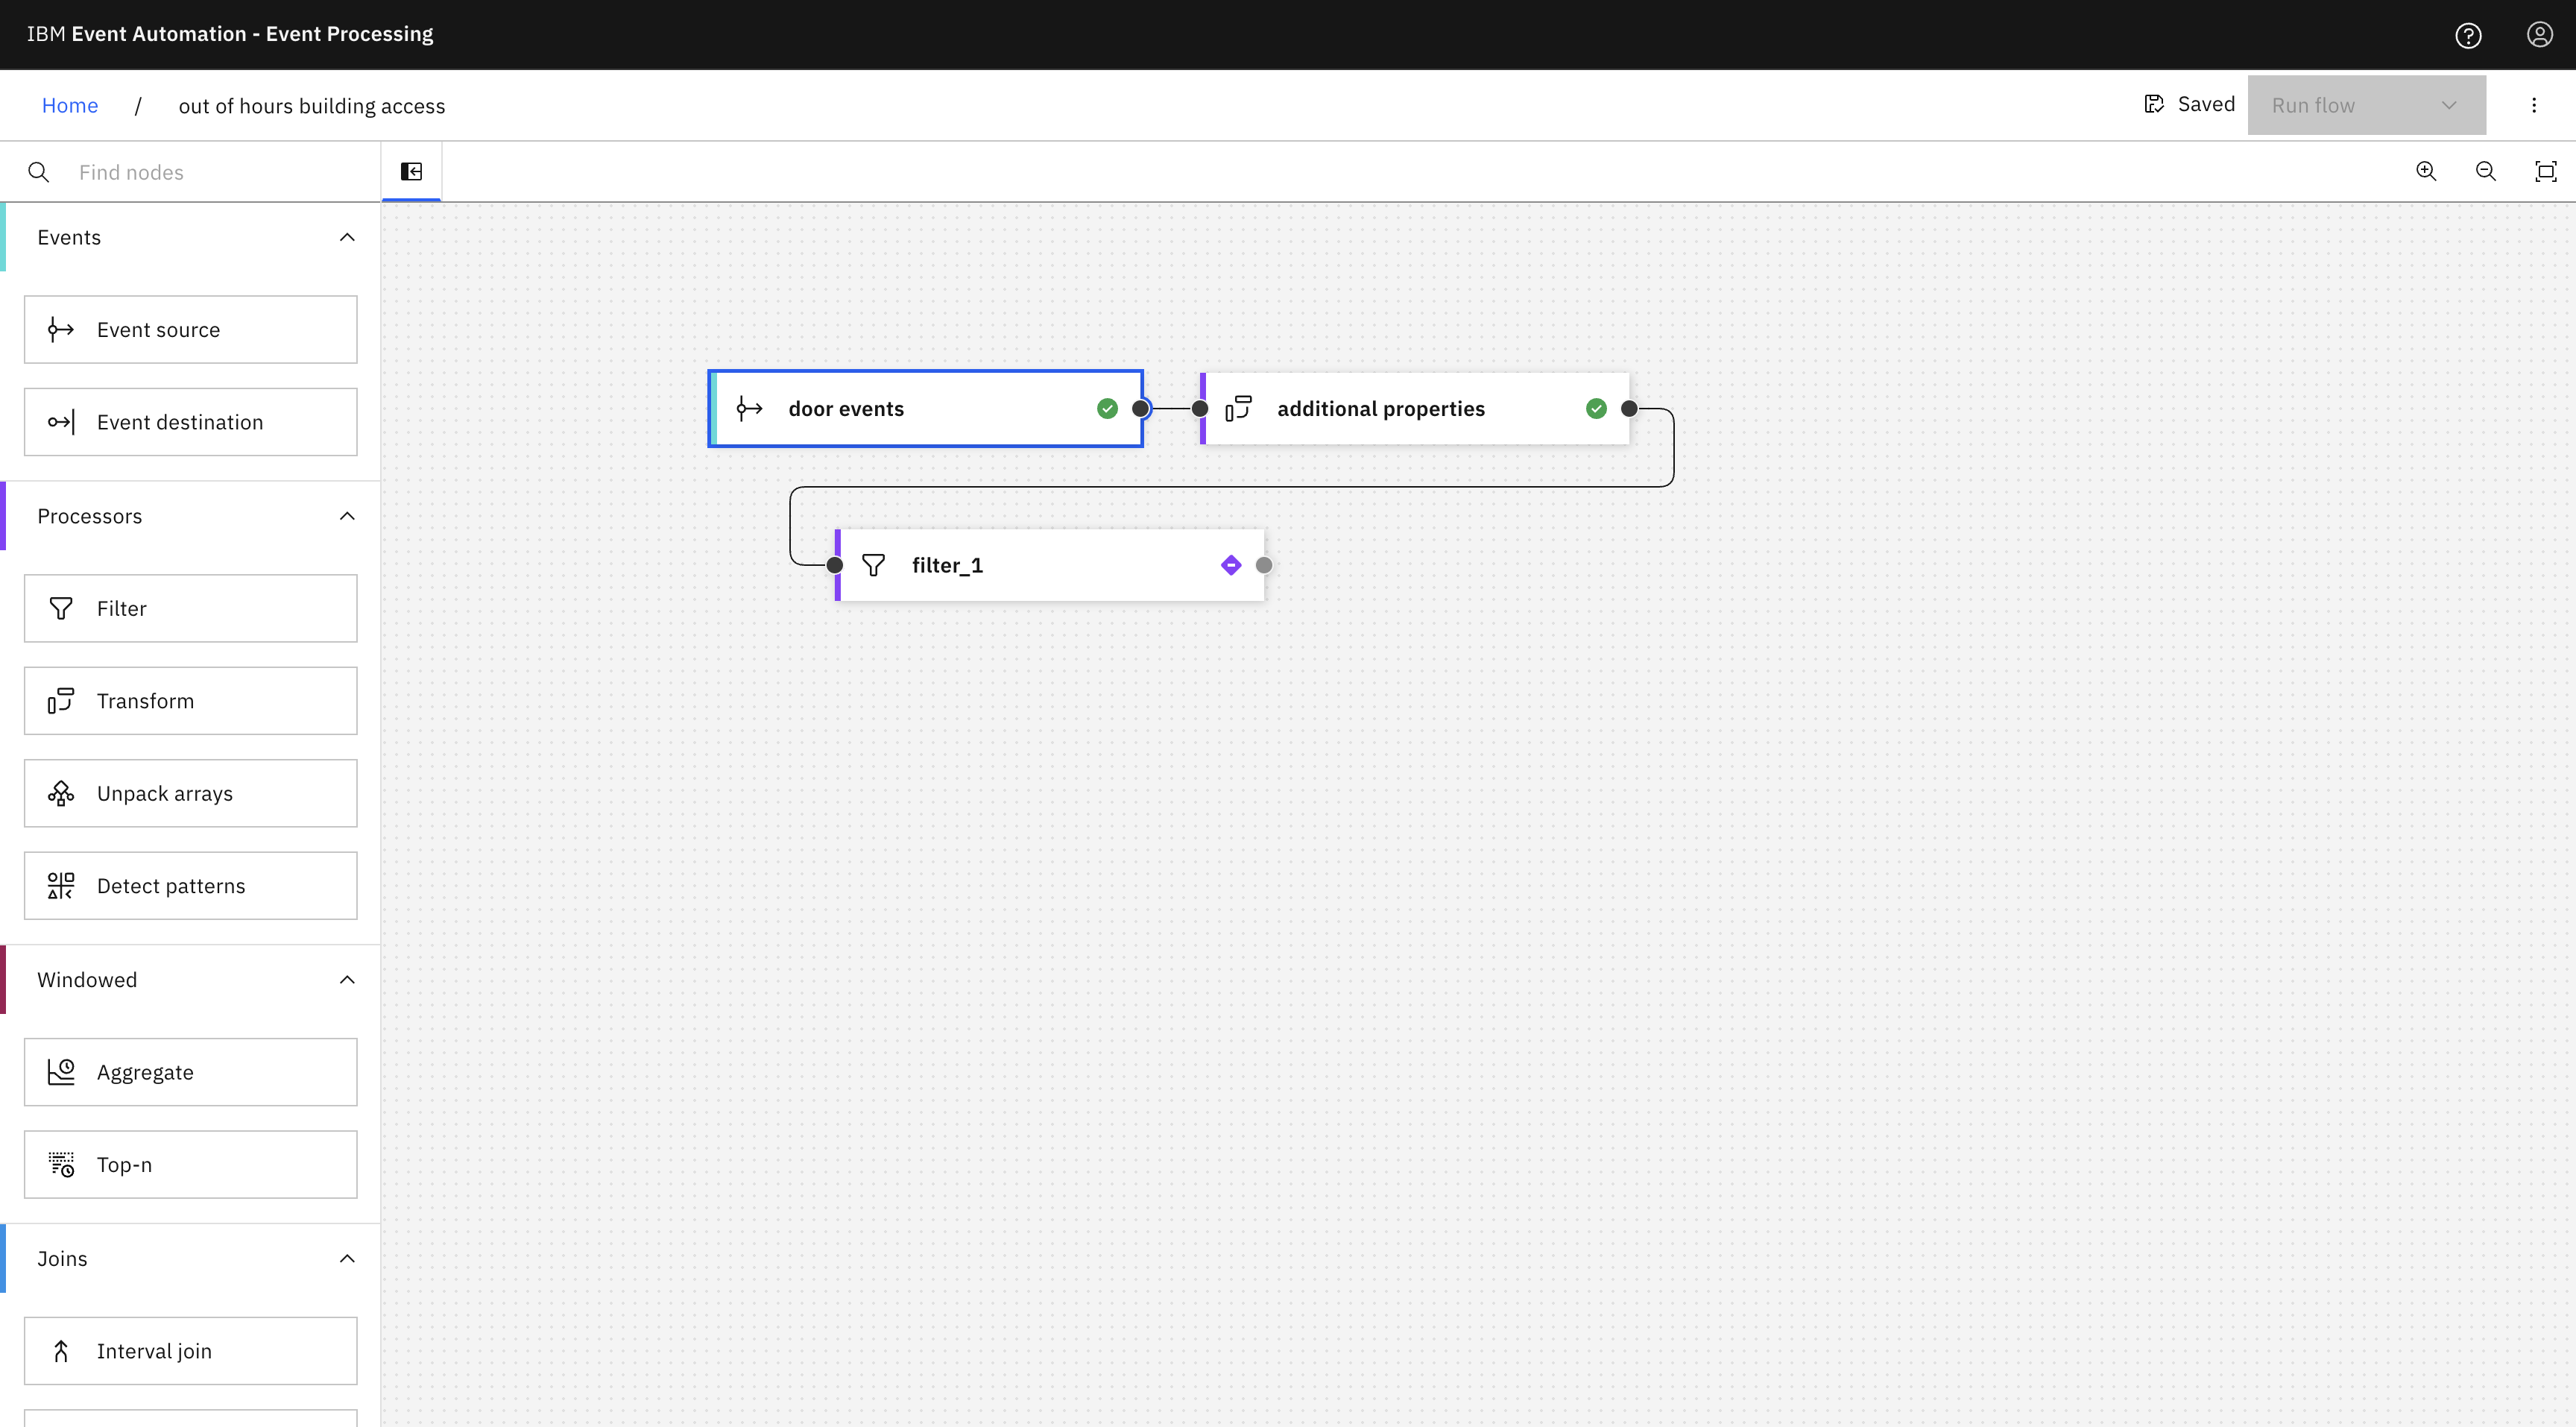 IBM Event Automation - Event Processing
Home / out of hours building access
Saved
Run flow
Find nodes
Events
Event source
Event destination
Processors
Filter
Transform
Unpack arrays
Detect patterns
Windowed
Aggregate
Top-n
Joins
Interval join
door events
additional properties
filter_1